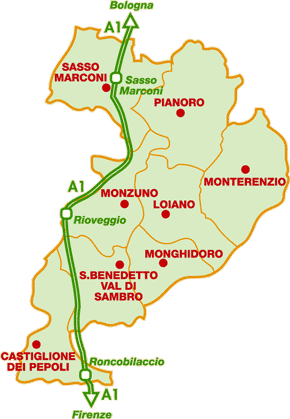 Bologna
A1
SASSO
MARCONI
Sasso
Marconi
PIANORO
MONTERENZIO
A1
MONZUNO
LOIANO
Rioveggio
MONGHIDORO
S.BENEDETTO
VAL DI
SAMBRO
CASTIGLIONE
DEI PEPOLI
Roncobilaccio
A1
Firenze